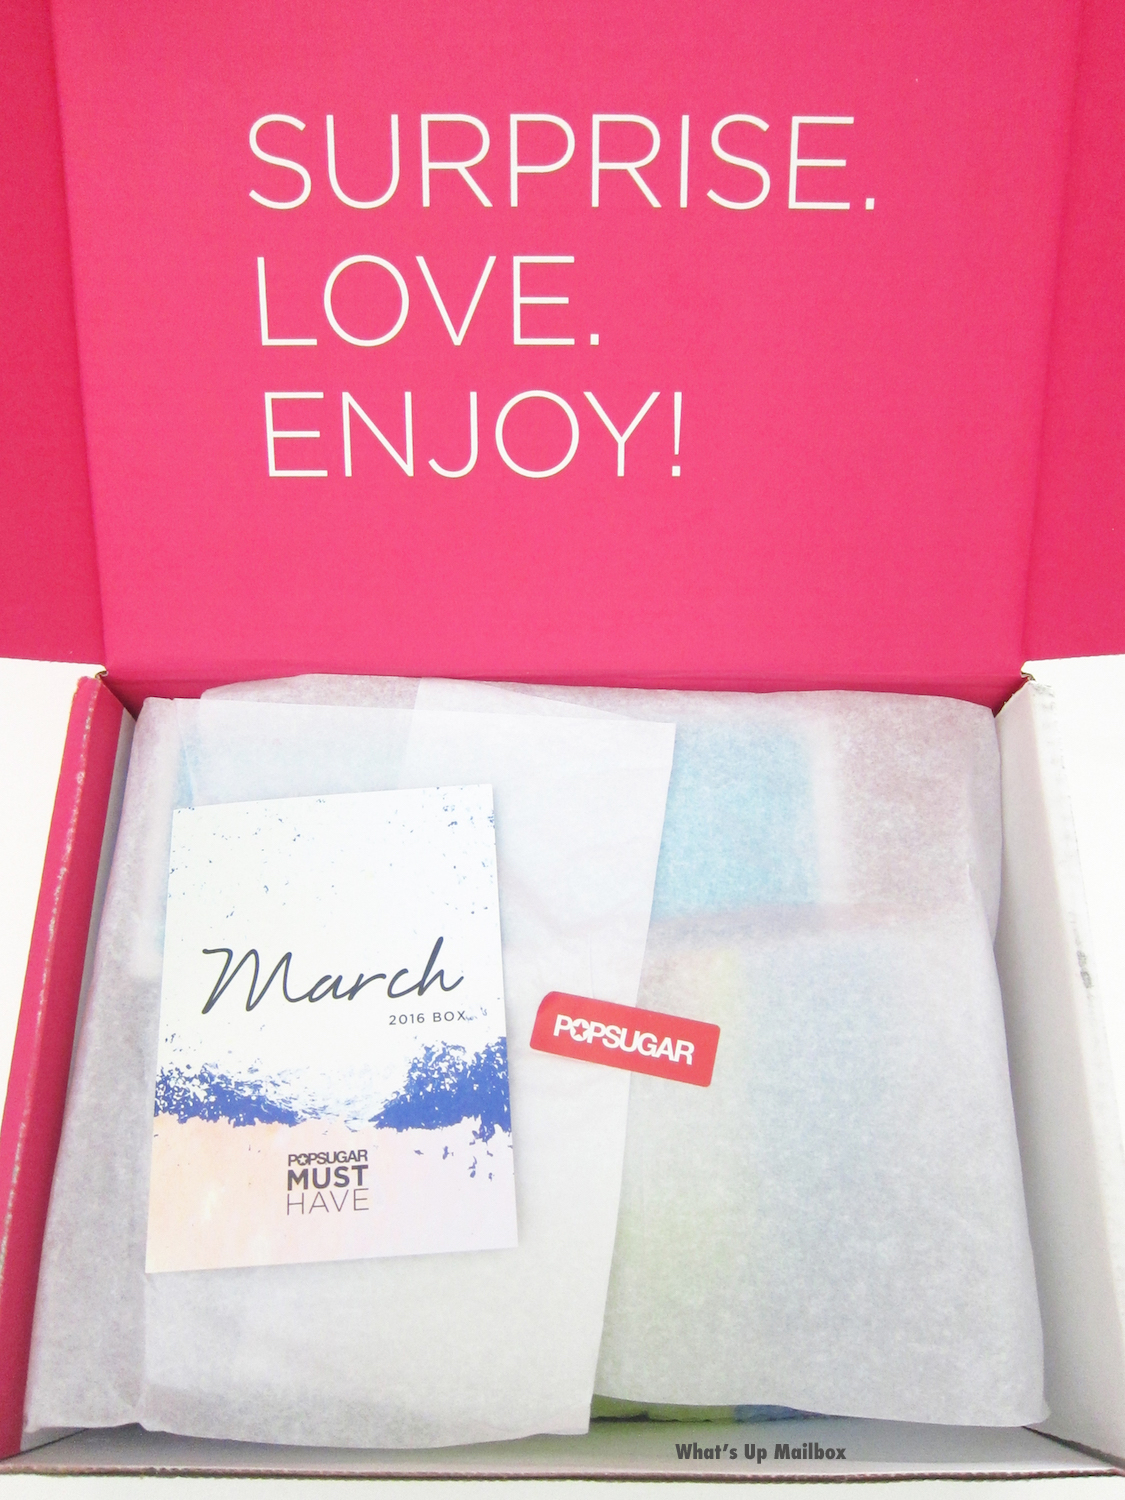 SURPRISE.
LOVE.
ENJOY!
March
2016 BOX
POPSUGAR
MUST
HAVE
POPSUGAR
What's Up Mailbox